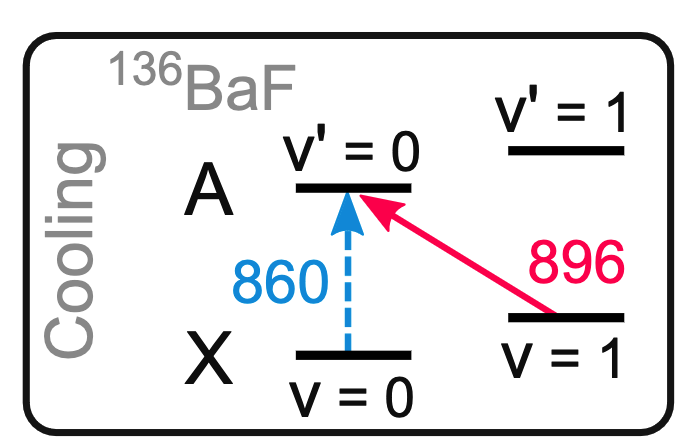 Cooling
¹³⁶BaF
v' = 0
v' = 1
A
860
896
X
v = 0
v = 1